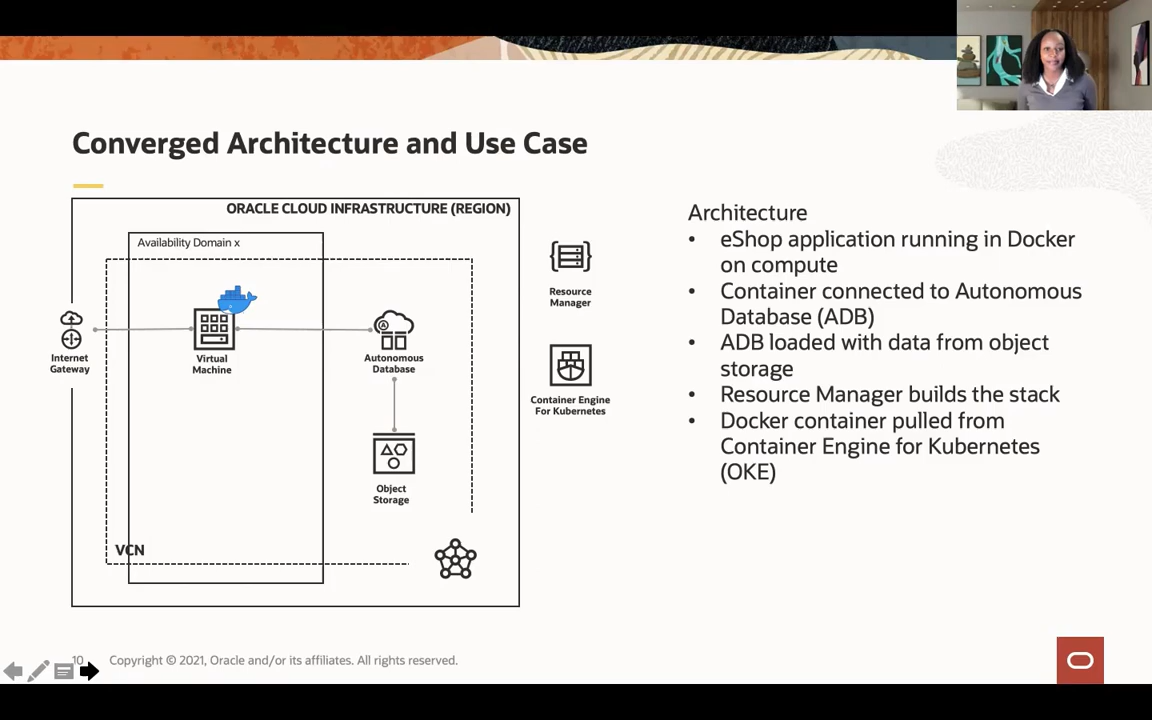 Converged Architecture and Use Case
ORACLE CLOUD INFRASTRUCTURE (REGION)
Availability Domain x
Internet
Gateway
Virtual
Machine
Autonomous
Database
Object
Storage
VCN
Resource
Manager
Container Engine
For Kubernetes
Architecture
• eShop application running in Docker
on compute
• Container connected to Autonomous
Database (ADB)
• ADB loaded with data from object
storage
• Resource Manager builds the stack
• Docker container pulled from
Container Engine for Kubernetes
(OKE)
10
Copyright © 2021, Oracle and/or its affiliates. All rights reserved.